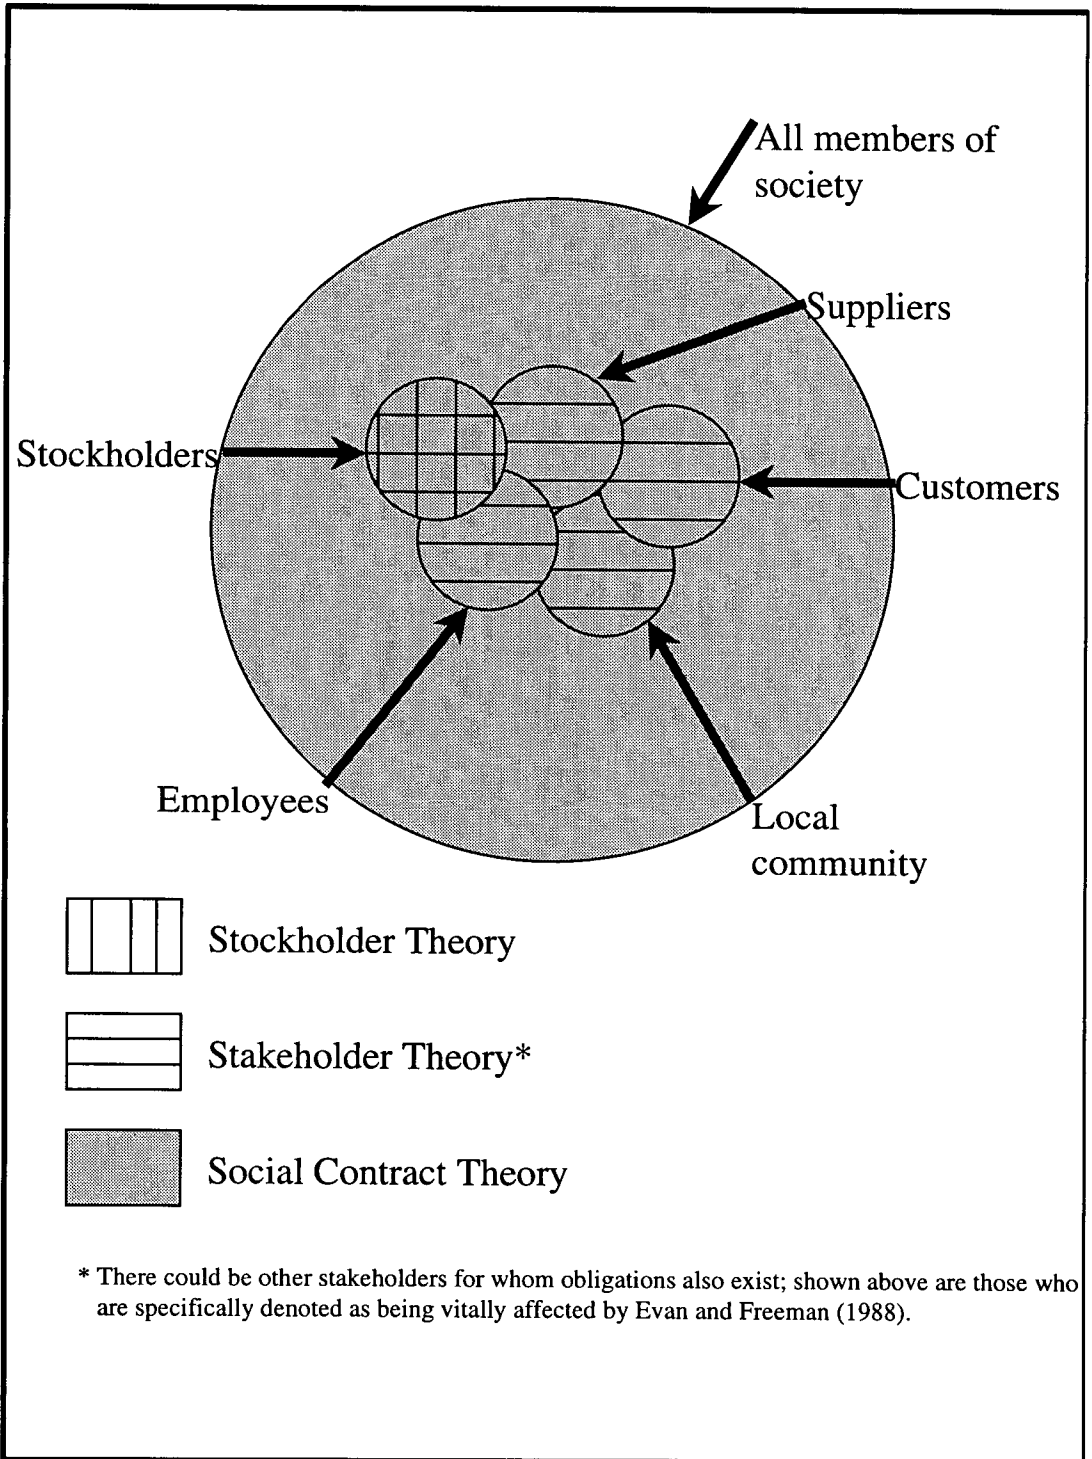 All members of
society
Suppliers
Stockholders
Customers
Employees
Local
community
Stockholder Theory
Stakeholder Theory*
Social Contract Theory
* There could be other stakeholders for whom obligations also exist; shown above are those who
are specifically denoted as being vitally affected by Evan and Freeman (1988).